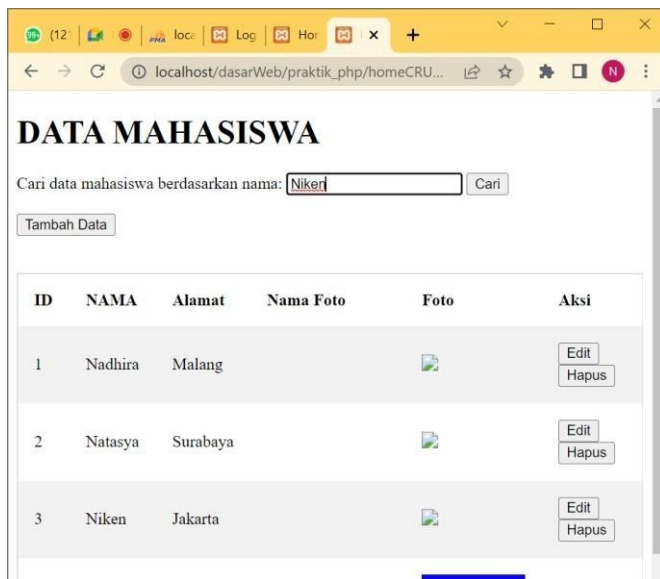 99+ (12 loca Log Hor
localhost/dasarWeb/praktik_php/homeCRU... N
DATA MAHASISWA
Cari data mahasiswa berdasarkan nama: Niken Cari
Tambah Data
ID NAMA Alamat Nama Foto Foto Aksi
1 Nadhira Malang Edit
Hapus
2 Natasya Surabaya Edit
Hapus
3 Niken Jakarta Edit
Hapus